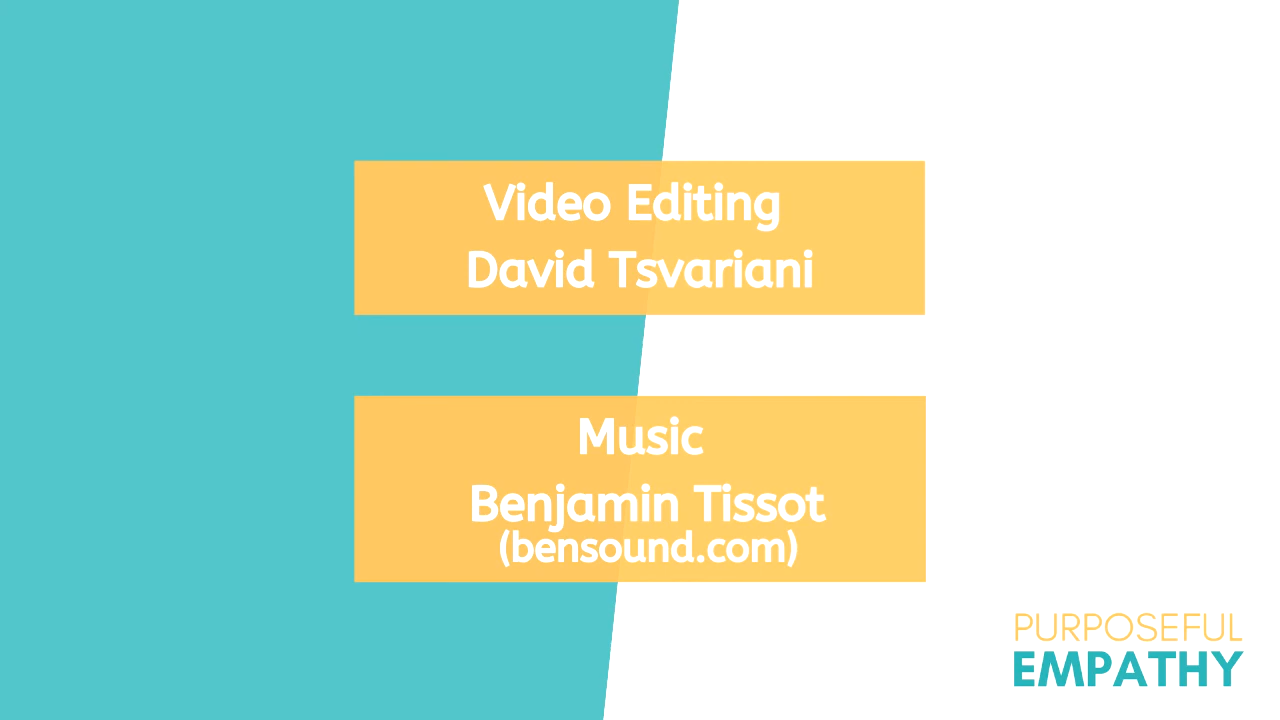 Video Editing
David Tsvariani
Music
Benjamin Tissot
(bensound.com)
PURPOSEFUL
EMPATHY